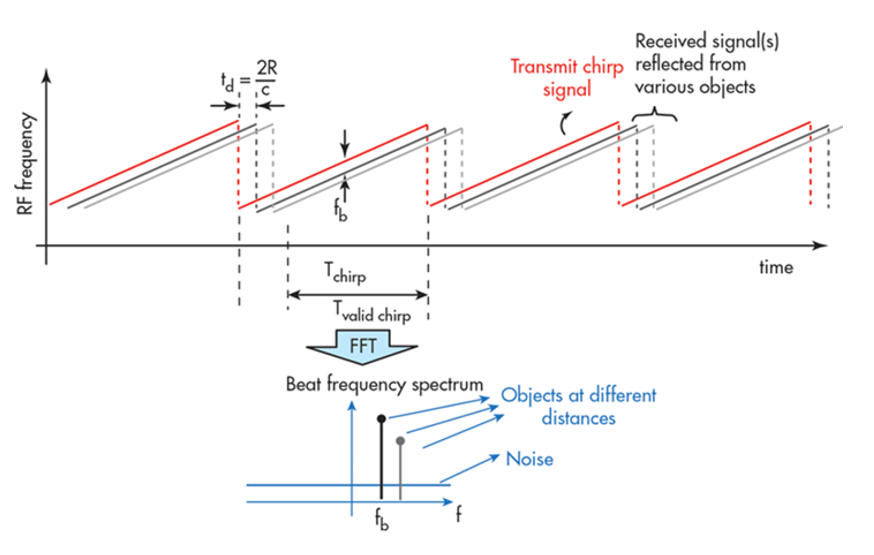 Received signal(s)
Transmit chirp reflected from
signal various objects
t_d = 2R/c
RF frequency
f_b
time
T_chirp
T_valid chirp
FFT
Beat frequency spectrum
Objects at different
distances
Noise
f_b
f